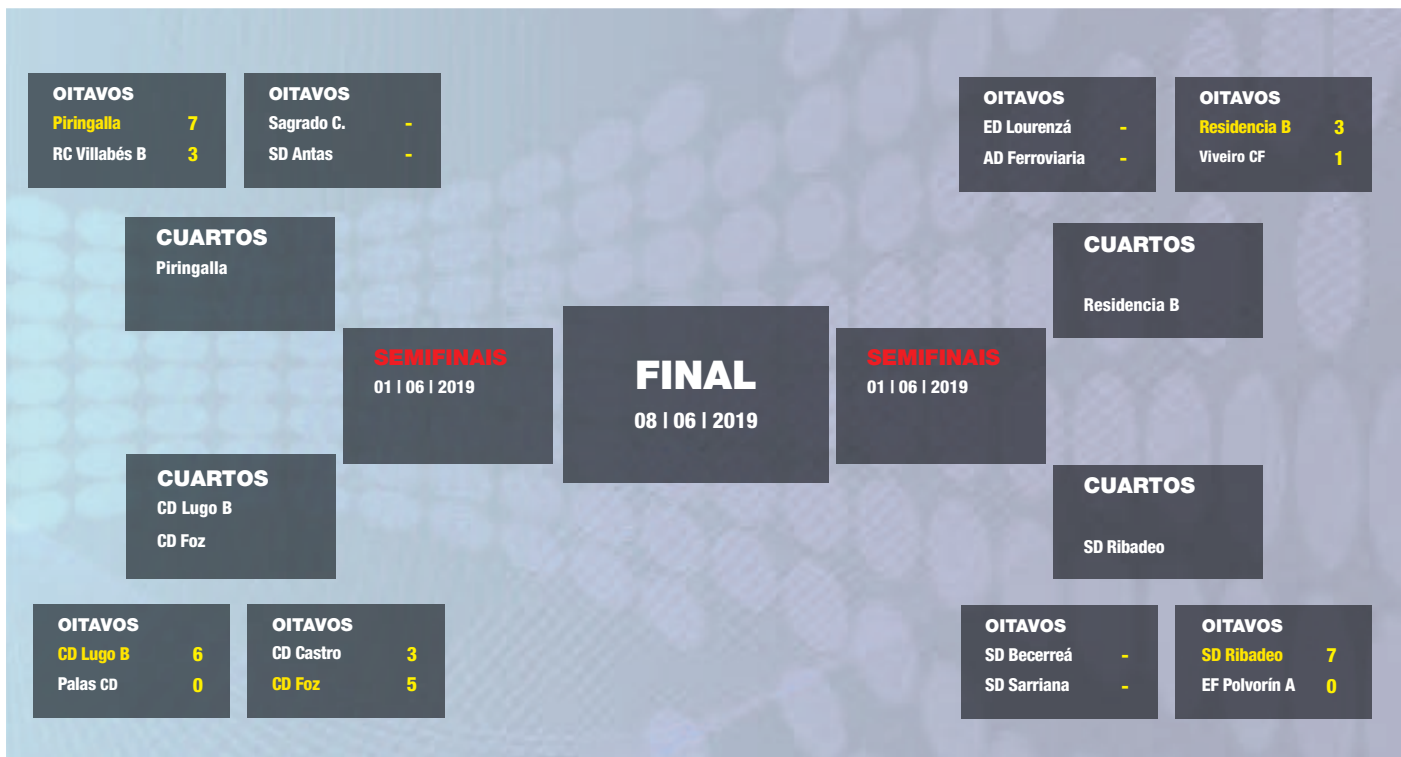 OITAVOS
Piringalla 7
RC Villabés B 3
OITAVOS
Sagrado C. -
SD Antas -
OITAVOS
ED Lourenzá -
AD Ferroviaria -
OITAVOS
Residencia B 3
Viveiro CF 1
CUARTOS
Piringalla
CUARTOS
Residencia B
SEMIFINAIS
01 | 06 | 2019
FINAL
08 | 06 | 2019
SEMIFINAIS
01 | 06 | 2019
CUARTOS
CD Lugo B
CD Foz
CUARTOS
SD Ribadeo
OITAVOS
CD Lugo B 6
Palas CD 0
OITAVOS
CD Castro 3
CD Foz 5
OITAVOS
SD Becerreá -
SD Sarriana -
OITAVOS
SD Ribadeo 7
EF Polvorín A 0